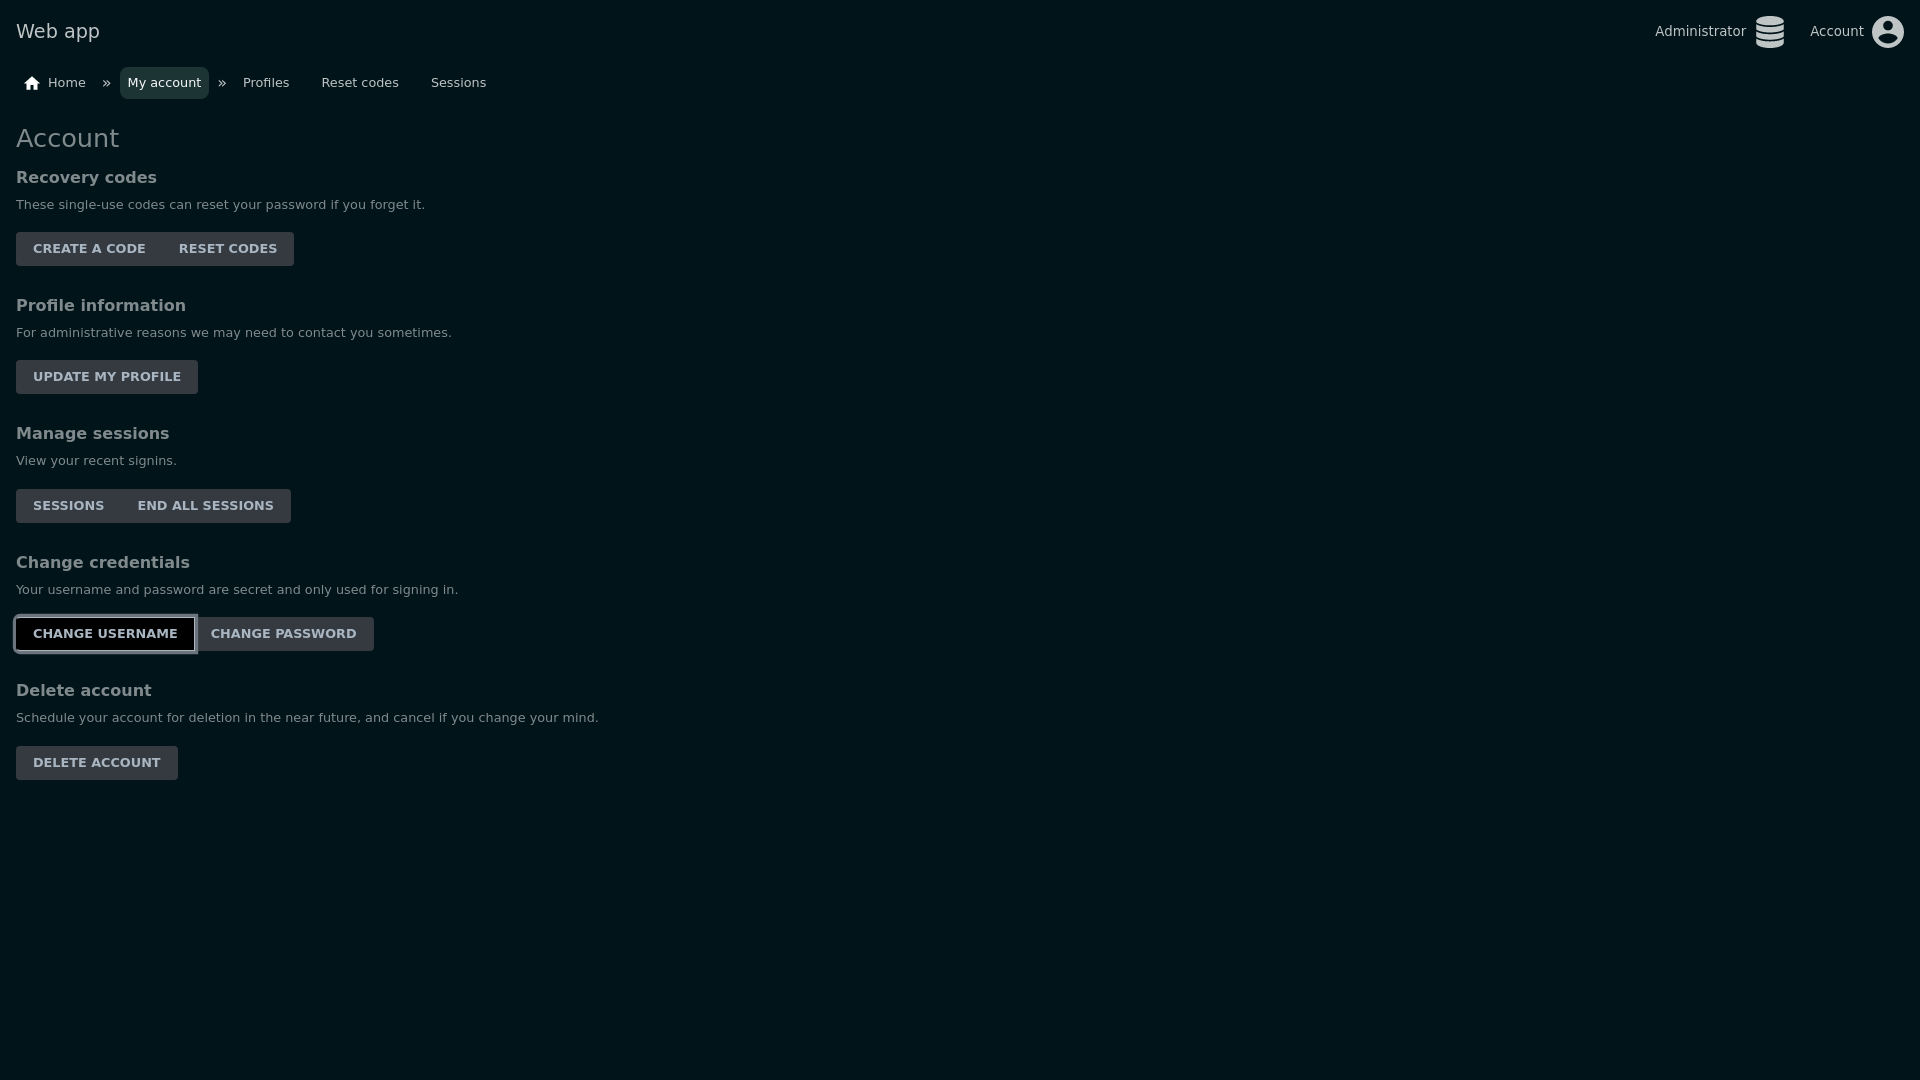 Web app
Administrator
Account
Home » My account » Profiles Reset codes Sessions
Account
Recovery codes
These single-use codes can reset your password if you forget it.
CREATE A CODE RESET CODES
Profile information
For administrative reasons we may need to contact you sometimes.
UPDATE MY PROFILE
Manage sessions
View your recent signins.
SESSIONS END ALL SESSIONS
Change credentials
Your username and password are secret and only used for signing in.
CHANGE USERNAME CHANGE PASSWORD
Delete account
Schedule your account for deletion in the near future, and cancel if you change your mind.
DELETE ACCOUNT